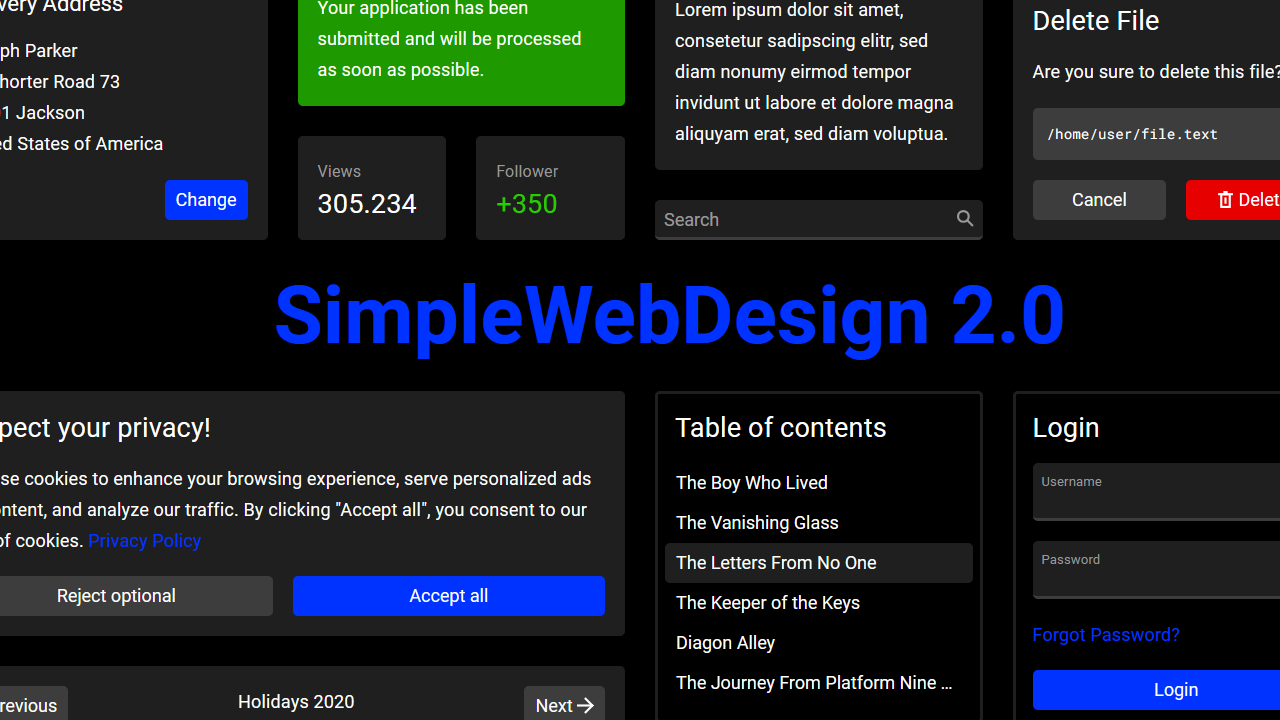 very Address
ph Parker
horter Road 73
1 Jackson
ed States of America
Change
Your application has been
submitted and will be processed
as soon as possible.
Views
305.234
Follower
+350
Lorem ipsum dolor sit amet,
consetetur sadipscing elitr, sed
diam nonumy eirmod tempor
invidunt ut labore et dolore magna
aliquyam erat, sed diam voluptua.
Search
Delete File
Are you sure to delete this file?
/home/user/file.text
Cancel
Delet
SimpleWebDesign 2.0
pect your privacy!
se cookies to enhance your browsing experience, serve personalized ads
ntent, and analyze our traffic. By clicking "Accept all", you consent to our
of cookies. Privacy Policy
Reject optional
Accept all
revious
Holidays 2020
Next
Table of contents
The Boy Who Lived
The Vanishing Glass
The Letters From No One
The Keeper of the Keys
Diagon Alley
The Journey From Platform Nine ...
Login
Username
Password
Forgot Password?
Login